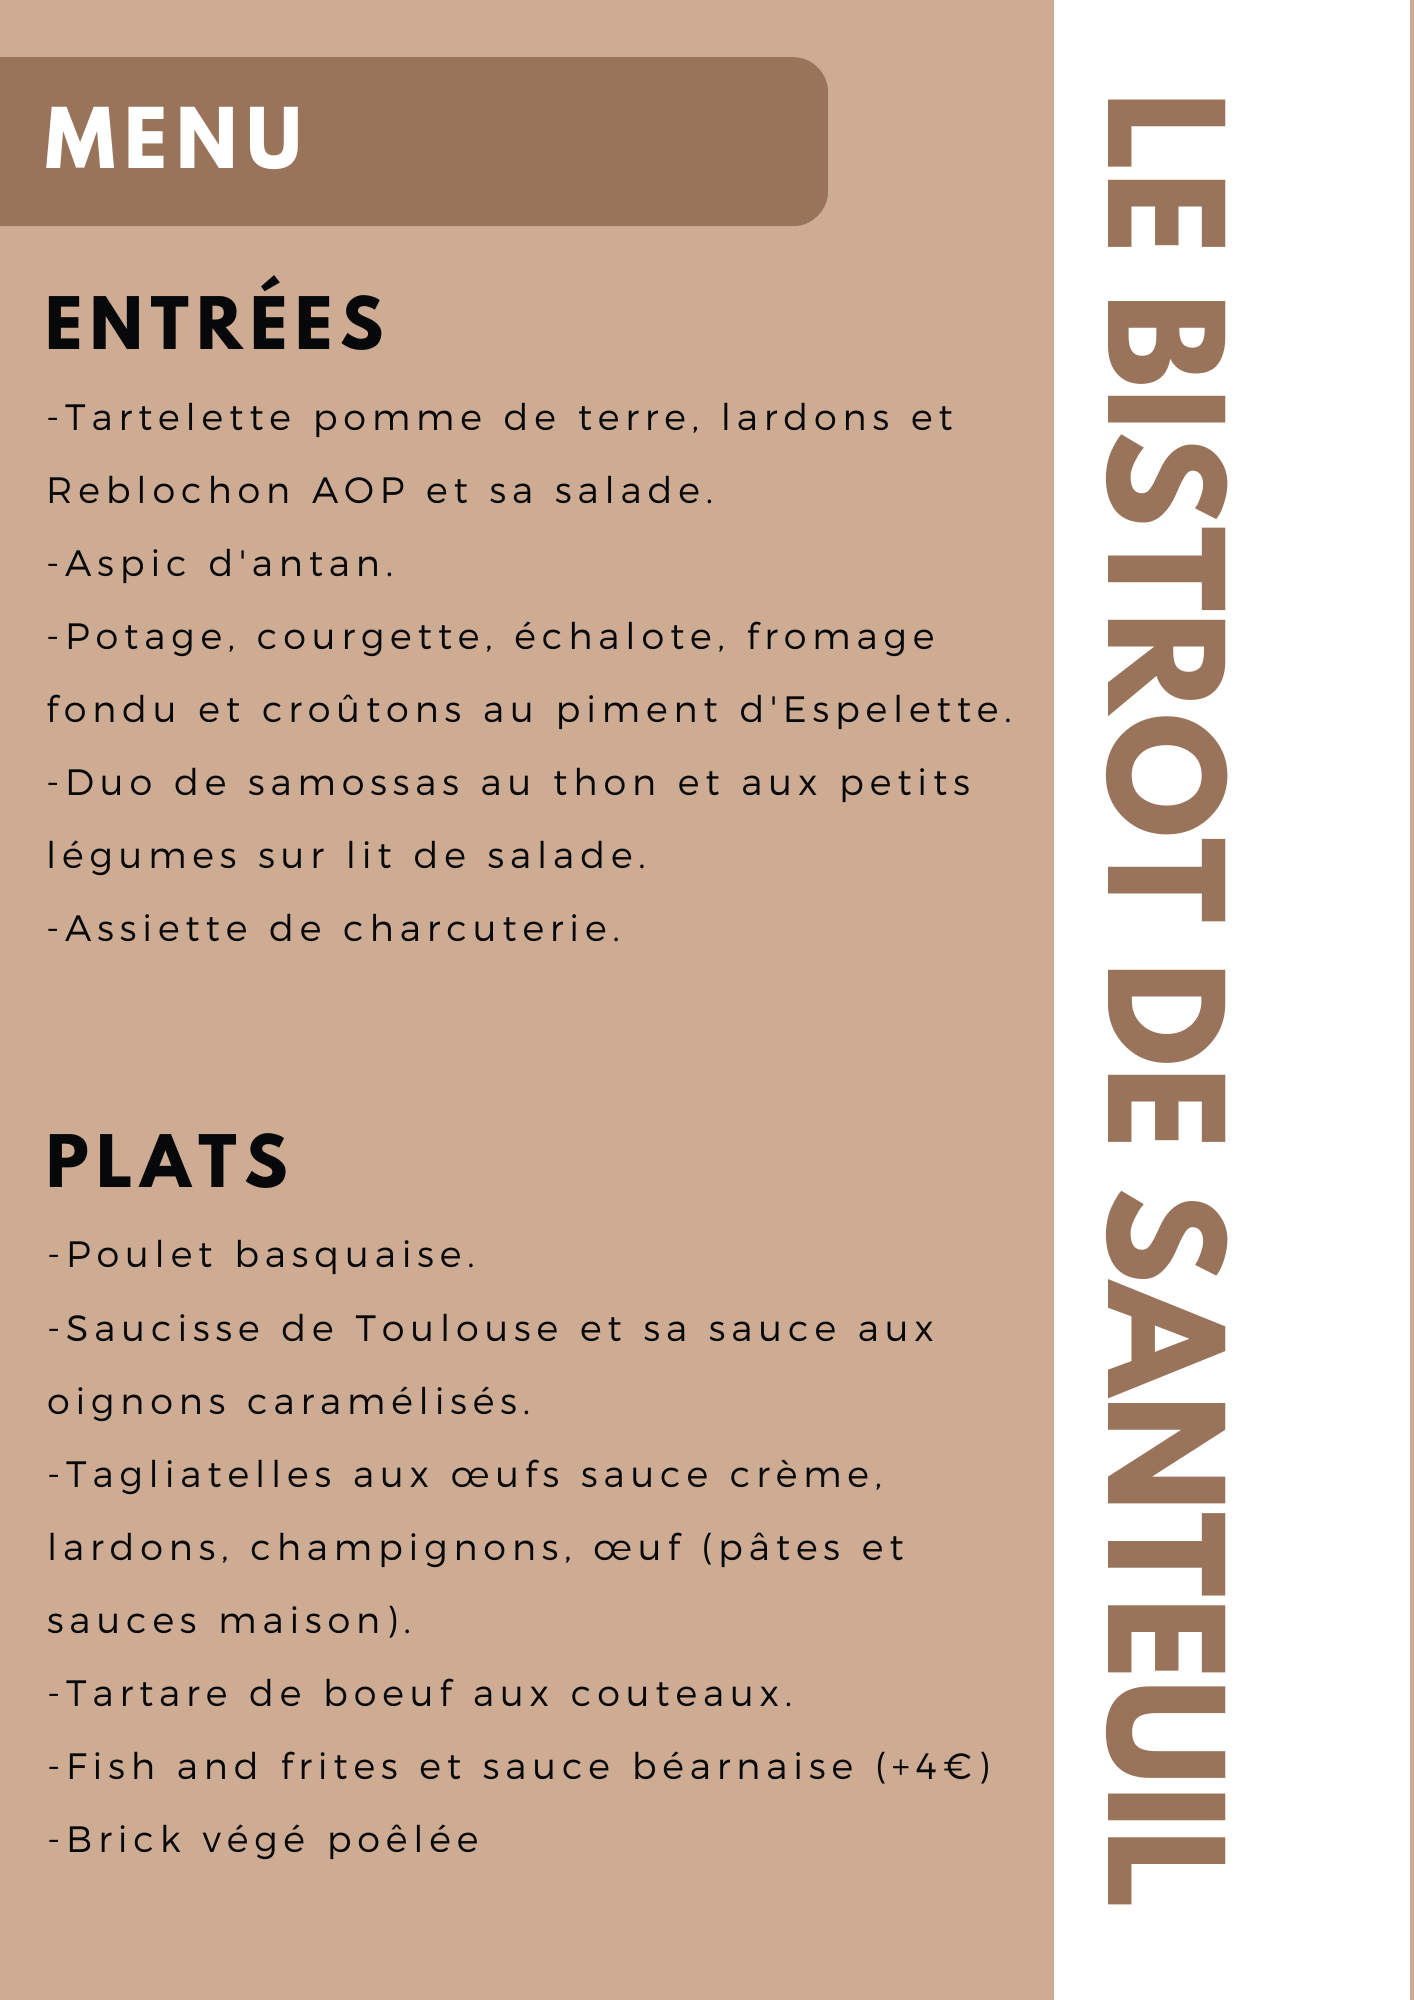 MENU
ENTRÉES
-Tartelette pomme de terre, lardons et
Reblochon AOP et sa salade.
-Aspic d'antan.
-Potage, courgette, échalote, fromage
fondu et croûtons au piment d'Espelette.
-Duo de samossas au thon et aux petits
légumes sur lit de salade.
-Assiette de charcuterie.
PLATS
-Poulet basquaise.
-Saucisse de Toulouse et sa sauce aux
oignons caramélisés.
-Tagliatelles aux œufs sauce crème,
lardons, champignons, œuf (pâtes et
sauces maison).
-Tartare de boeuf aux couteaux.
-Fish and frites et sauce béarnaise (+4€)
-Brick végé poêlée
LE BISTROT DE SANTEUIL